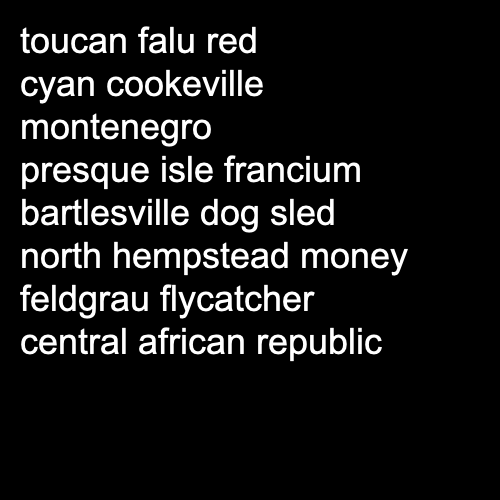 toucan falu red
cyan cookeville
montenegro
presque isle francium
bartlesville dog sled
north hempstead money
feldgrau flycatcher
central african republic